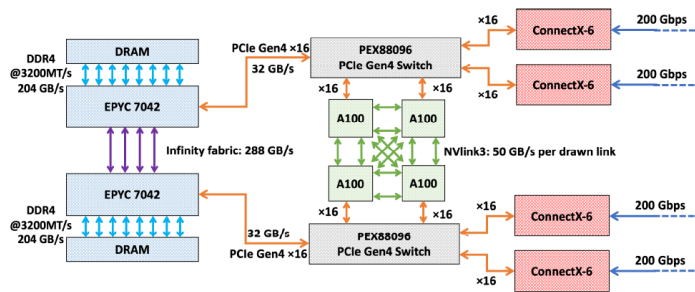 DRAM
DDR4
@3200MT/s
204 GB/s
EPYC 7042
PCIe Gen4 ×16
32 GB/s
PEX88096
PCIe Gen4 Switch
×16
×16
ConnectX-6
200 Gbps
ConnectX-6
200 Gbps
×16
×16
A100
A100
Infinity fabric: 288 GB/s
NVlink3: 50 GB/s per drawn link
A100
A100
×16
×16
EPYC 7042
DDR4
@3200MT/s
204 GB/s
DRAM
32 GB/s
PCIe Gen4 ×16
PEX88096
PCIe Gen4 Switch
×16
×16
ConnectX-6
200 Gbps
ConnectX-6
200 Gbps